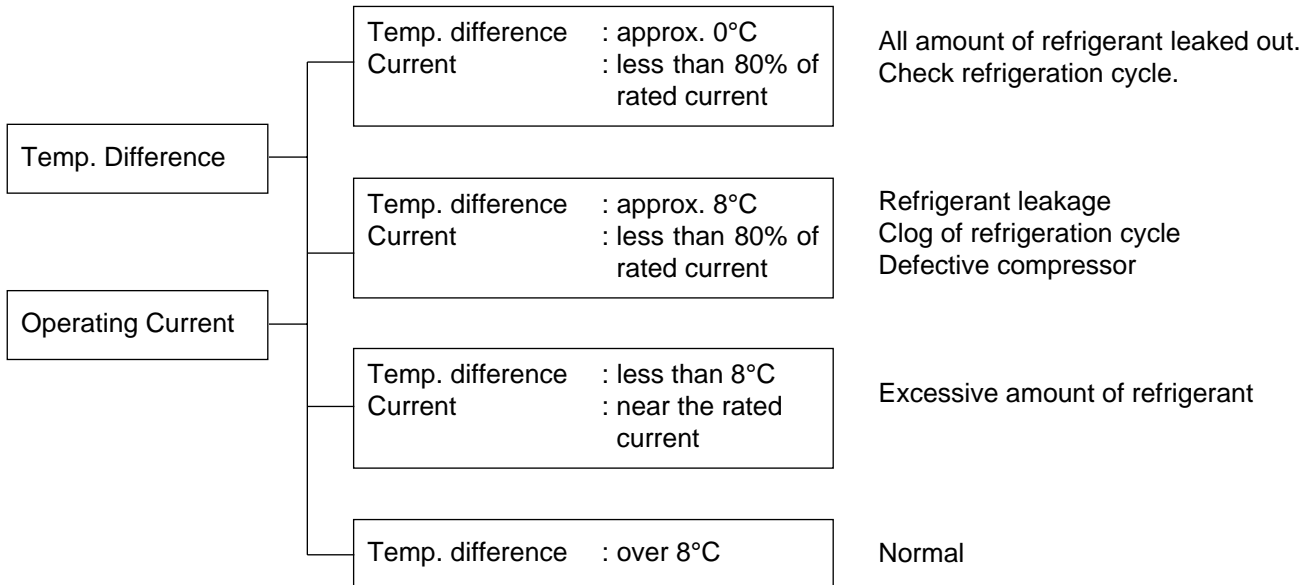 Temp. difference : approx. 0°C
Current : less than 80% of
rated current
All amount of refrigerant leaked out.
Check refrigeration cycle.
Temp. Difference
Temp. difference : approx. 8°C
Current : less than 80% of
rated current
Refrigerant leakage
Clog of refrigeration cycle
Defective compressor
Operating Current
Temp. difference : less than 8°C
Current : near the rated
current
Excessive amount of refrigerant
Temp. difference : over 8°C
Normal